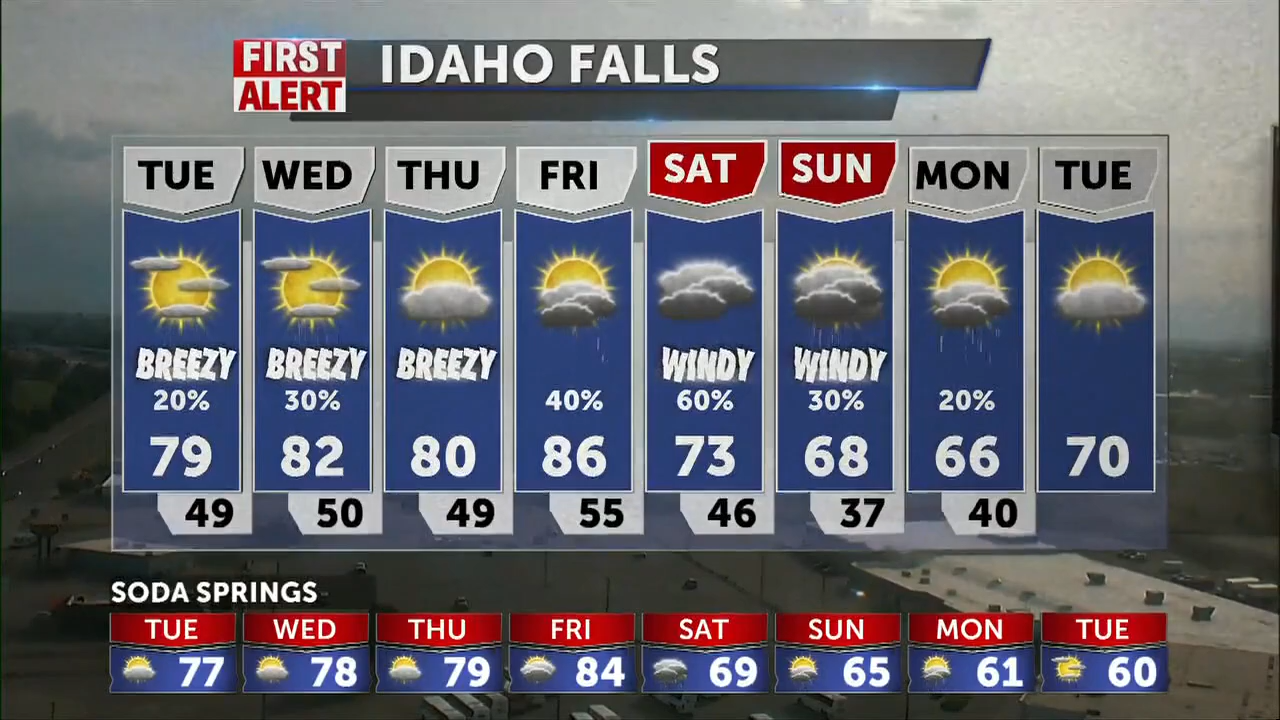 FIRST ALERT
IDAHO FALLS
TUE WED THU FRI SAT SUN MON TUE
BREEZY BREEZY BREEZY WINDY WINDY
20% 30% 40% 60% 30% 20%
79 82 80 86 73 68 66 70
49 50 49 55 46 37 40
SODA SPRINGS
TUE WED THU FRI SAT SUN MON TUE
77 78 79 84 69 65 61 60